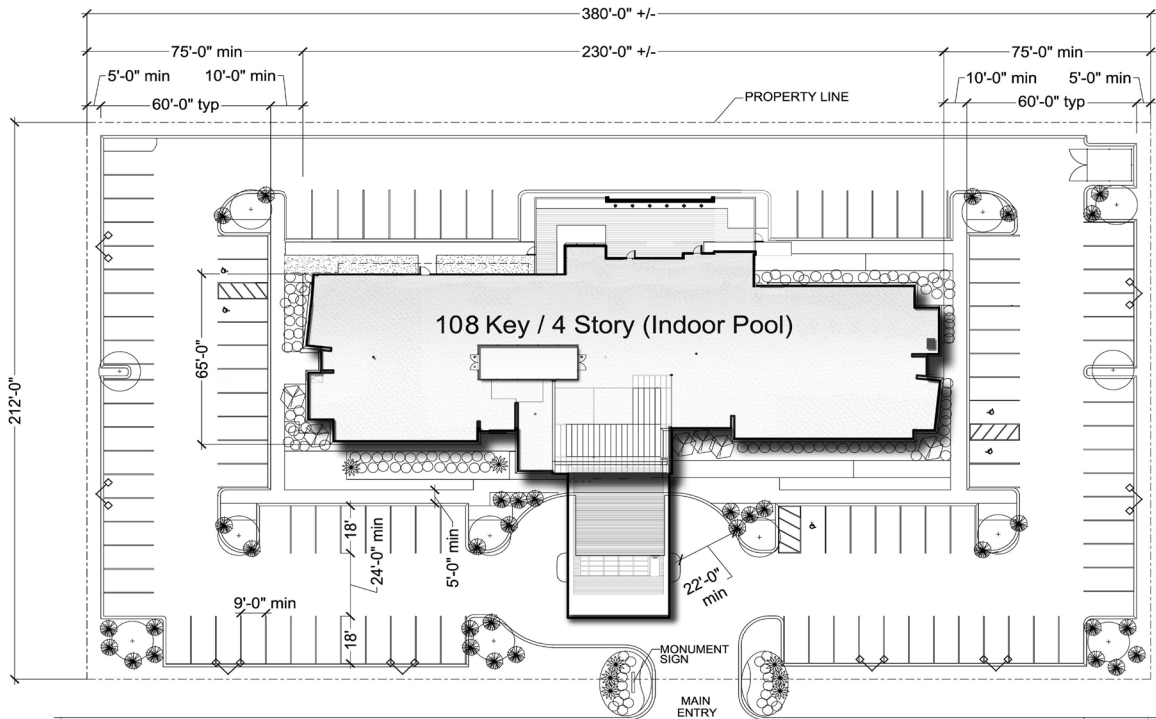 380'-0" +/-
75'-0" min
230'-0" +/-
75'-0" min
5'-0" min
10'-0" min
10'-0" min
5'-0" min
60'-0" typ
60'-0" typ
PROPERTY LINE
108 Key / 4 Story (Indoor Pool)
65'-0"
212'-0"
18'
24'-0" min
5'-0" min
22'-0"
min
9'-0" min
18'
MONUMENT
SIGN
MAIN
ENTRY